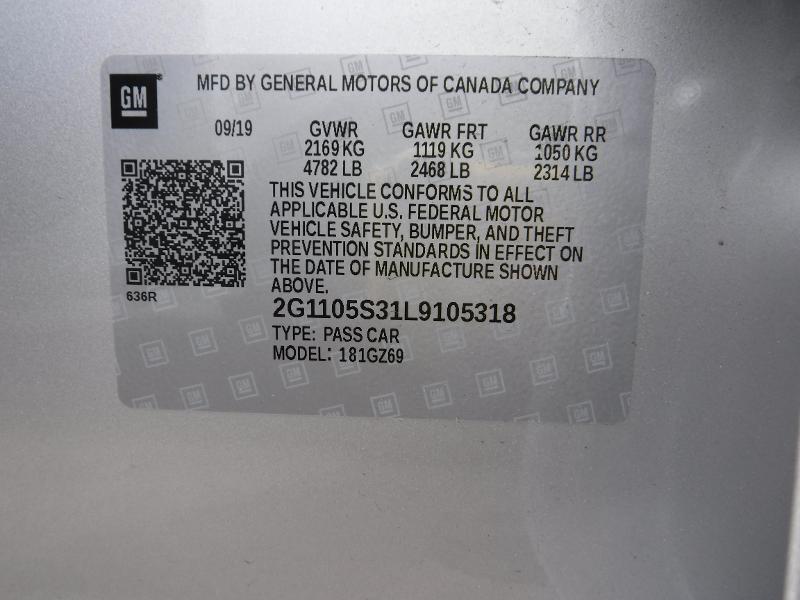 GM
MFD BY GENERAL MOTORS OF CANADA COMPANY
09/19 GVWR GAWR FRT GAWR RR
2169 KG 1119 KG 1050 KG
4782 LB 2468 LB 2314 LB
THIS VEHICLE CONFORMS TO ALL
APPLICABLE U.S. FEDERAL MOTOR
VEHICLE SAFETY, BUMPER, AND THEFT
PREVENTION STANDARDS IN EFFECT ON
THE DATE OF MANUFACTURE SHOWN
ABOVE.
636R
2G1105S31L9105318
TYPE: PASS CAR
MODEL: 181GZ69